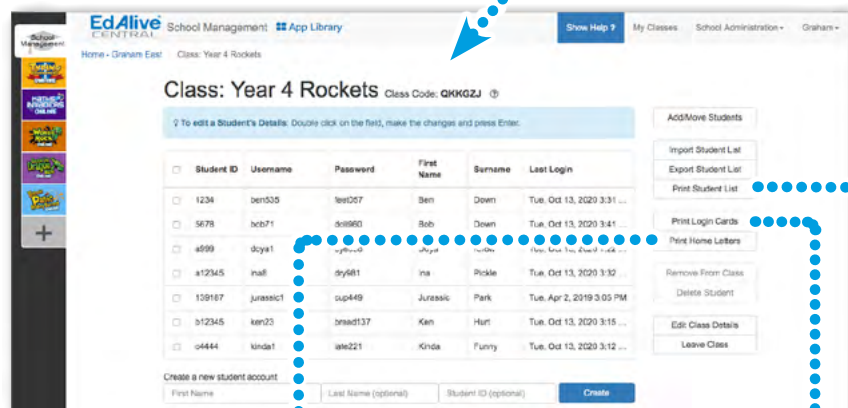 EdAlive CENTRAL School Management App Library Show Help ? My Classes School Administration Graham
School Management
Home - Graham East Class: Year 4 Rockets
Class: Year 4 Rockets Class Code: QKKGZJ
To edit a Student's Details: Double click on the field, make the changes and press Enter.
Add/Move Students
Import Student List
Export Student List
Print Student List
Print Login Cards
Print Home Letters
Remove From Class
Delete Student
Edit Class Details
Leave Class
Student ID Username Password First Name Surname Last Login
1234 ben535 Ben Down Tue, Oct 13, 2020 3:31 ...
5678 bob71 Bob Down Tue, Oct 13, 2020 3:41 ...
a999 doya1
a12345 ina8 dry981 Ina Pickle Tue, Oct 13, 2020 3:32 ...
139187 jurassic1 cup449 Jurassic Park Tue, Apr 2, 2019 3:05 PM
b12345 ken23 bread137 Ken Hurt Tue, Oct 13, 2020 3:15 ...
c4444 kinda1 late221 Kinda Funny Tue, Oct 13, 2020 3:12 ...
Create a new student account
First Name Last Name (optional) Student ID (optional) Create